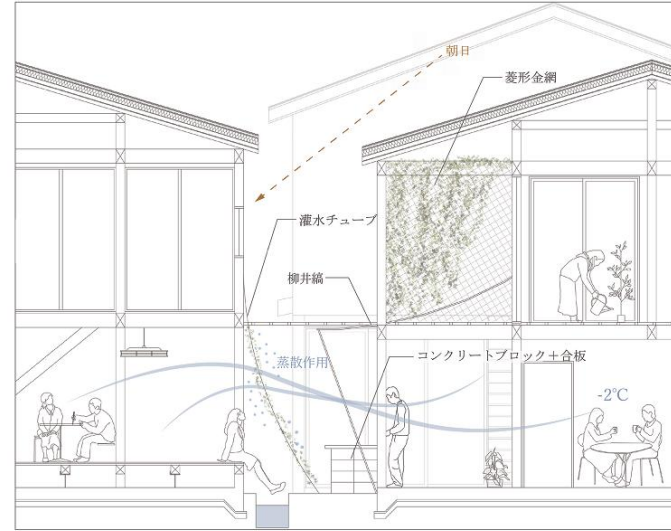 朝日
菱形金網
灌水チューブ
柳井縞
コンクリートブロック+合板
蒸散作用
-2℃